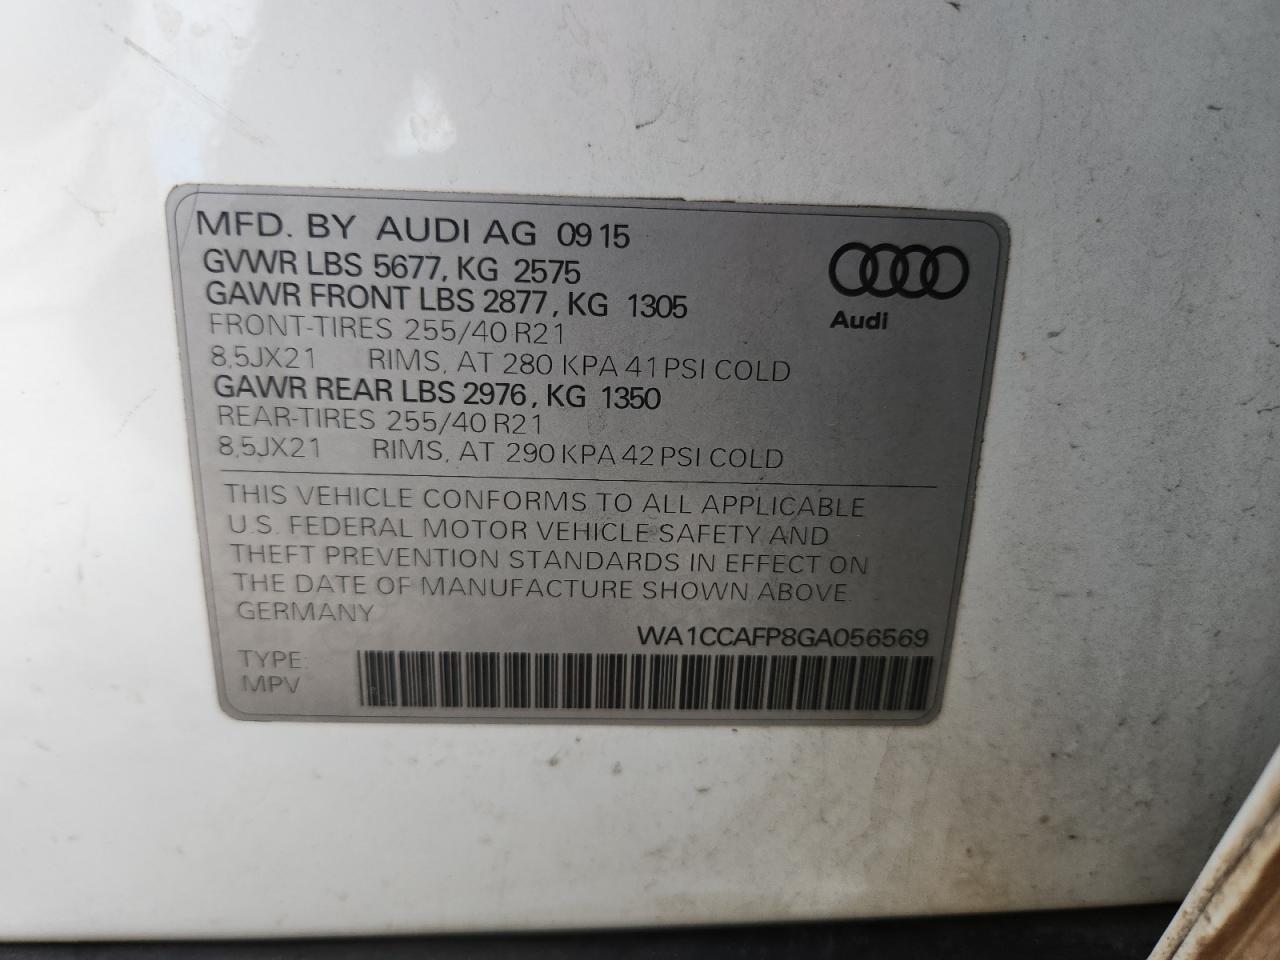 MFD. BY AUDI AG 09 15
GVWR LBS 5677, KG 2575
GAWR FRONT LBS 2877, KG 1305
FRONT-TIRES 255/40 R21
8,5JX21 RIMS, AT 280 KPA 41 PSI COLD
GAWR REAR LBS 2976, KG 1350
REAR-TIRES 255/40 R21
8,5JX21 RIMS, AT 290 KPA 42 PSI COLD
Audi
THIS VEHICLE CONFORMS TO ALL APPLICABLE
U.S. FEDERAL MOTOR VEHICLE SAFETY AND
THEFT PREVENTION STANDARDS IN EFFECT ON
THE DATE OF MANUFACTURE SHOWN ABOVE.
GERMANY
WA1CCAFP8GA056569
TYPE:
MPV